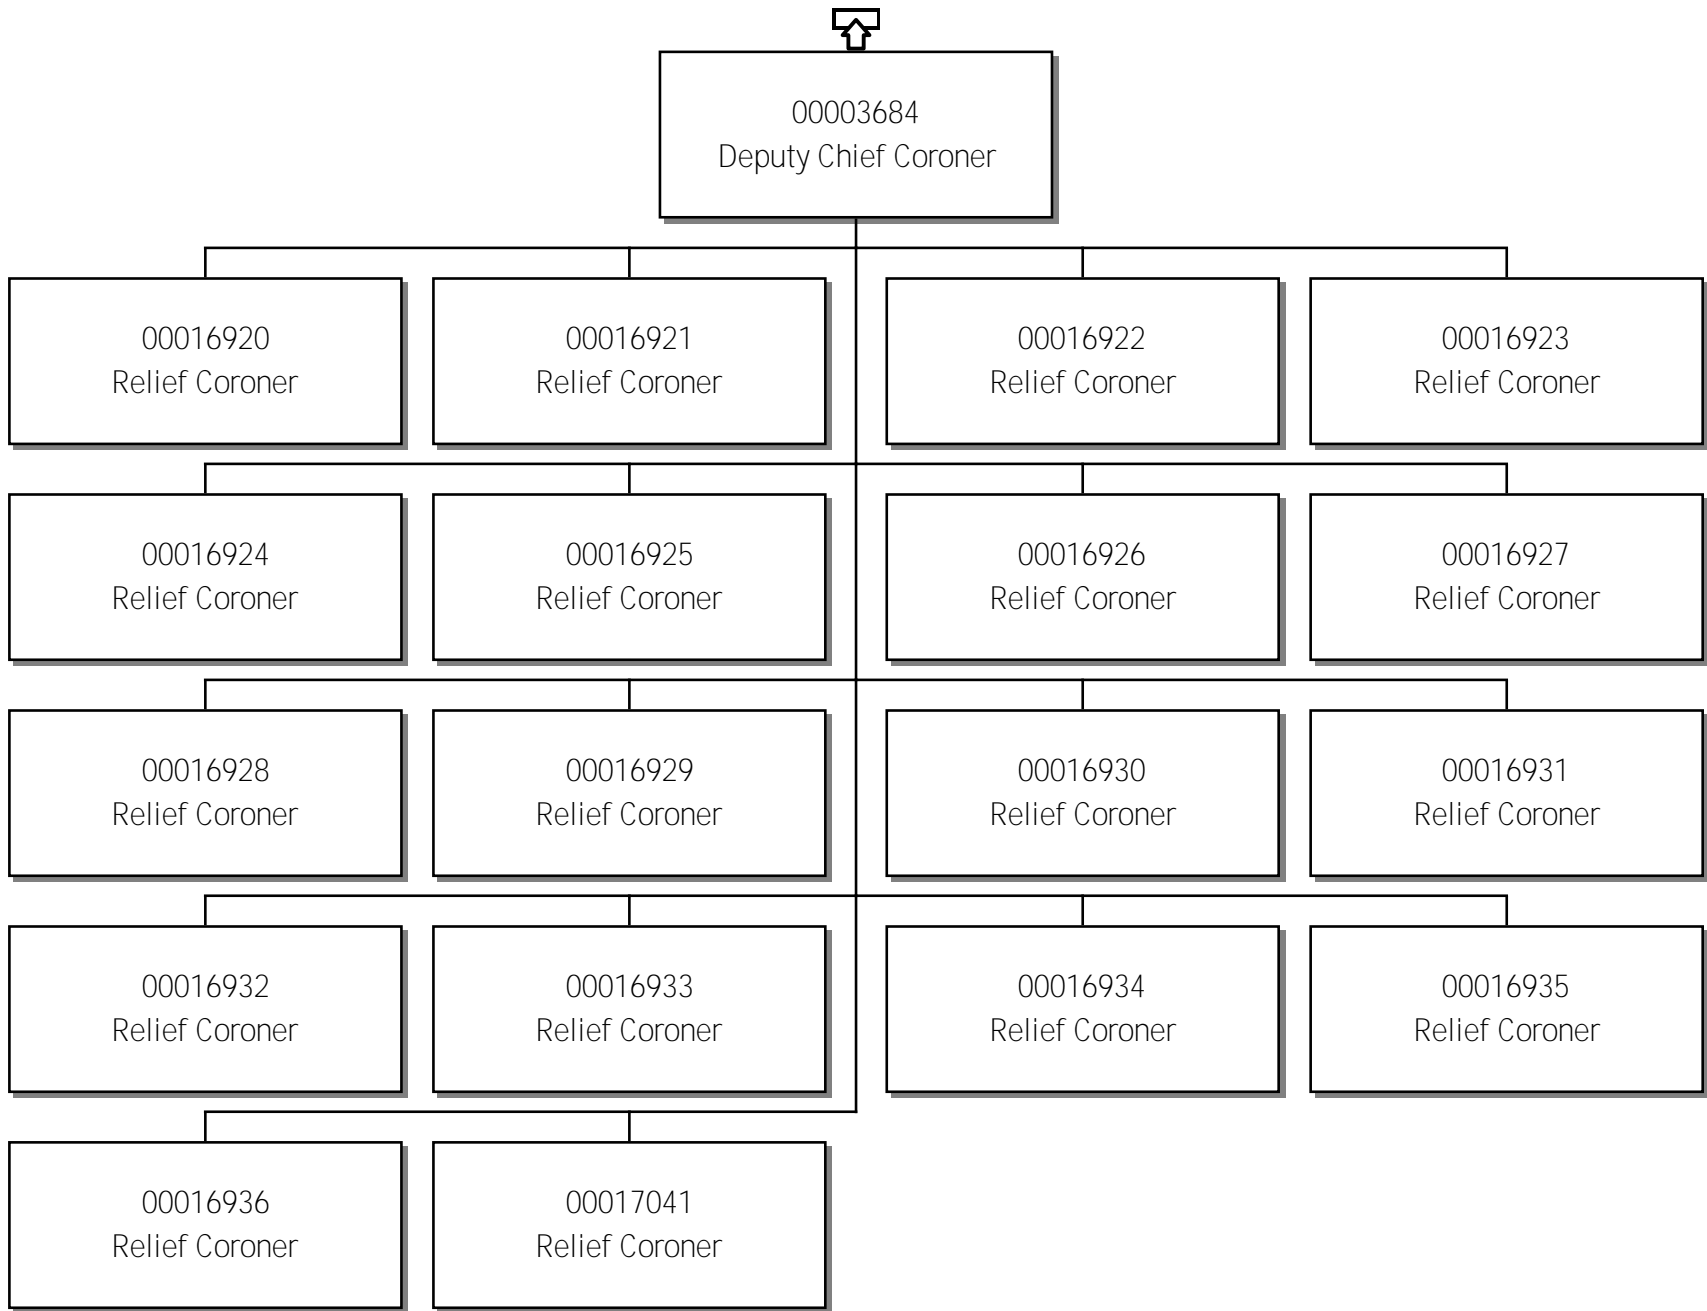 00003684
Deputy Chief Coroner
00016920
Relief Coroner
00016921
Relief Coroner
00016922
Relief Coroner
00016923
Relief Coroner
00016924
Relief Coroner
00016925
Relief Coroner
00016926
Relief Coroner
00016927
Relief Coroner
00016928
Relief Coroner
00016929
Relief Coroner
00016930
Relief Coroner
00016931
Relief Coroner
00016932
Relief Coroner
00016933
Relief Coroner
00016934
Relief Coroner
00016935
Relief Coroner
00016936
Relief Coroner
00017041
Relief Coroner